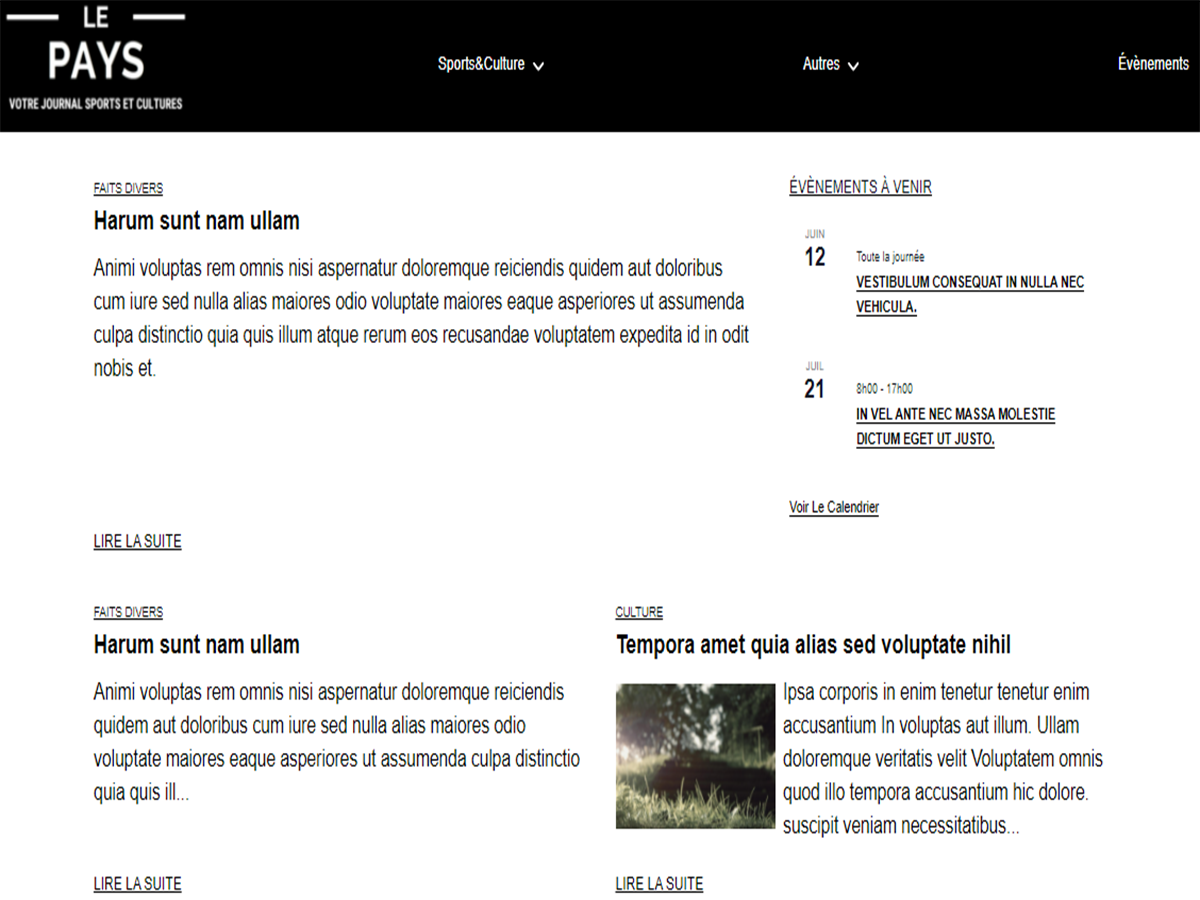 LE
PAYS
VOTRE JOURNAL SPORTS ET CULTURES
Sports&Culture
Autres
Évènements
FAITS DIVERS
Harum sunt nam ullam
Animi voluptas rem omnis nisi aspernatur doloremque reiciendis quidem aut doloribus
cum iure sed nulla alias maiores odio voluptate maiores eaque asperiores ut assumenda
culpa distinctio quia quis illum atque rerum eos recusandae voluptatem expedita id in odit
nobis et.
LIRE LA SUITE
ÉVÈNEMENTS À VENIR
JUIN
12
Toute la journée
VESTIBULUM CONSEQUAT IN NULLA NEC
VEHICULA.
JUIL
21
8h00 - 17h00
IN VEL ANTE NEC MASSA MOLESTIE
DICTUM EGET UT JUSTO.
Voir Le Calendrier
FAITS DIVERS
Harum sunt nam ullam
Animi voluptas rem omnis nisi aspernatur doloremque reiciendis
quidem aut doloribus cum iure sed nulla alias maiores odio
voluptate maiores eaque asperiores ut assumenda culpa distinctio
quia quis ill...
LIRE LA SUITE
CULTURE
Tempora amet quia alias sed voluptate nihil
Ipsa corporis in enim tenetur tenetur enim
accusantium In voluptas aut illum. Ullam
doloremque veritatis velit Voluptatem omnis
quod illo tempora accusantium hic dolore.
suscipit veniam necessitatibus...
LIRE LA SUITE